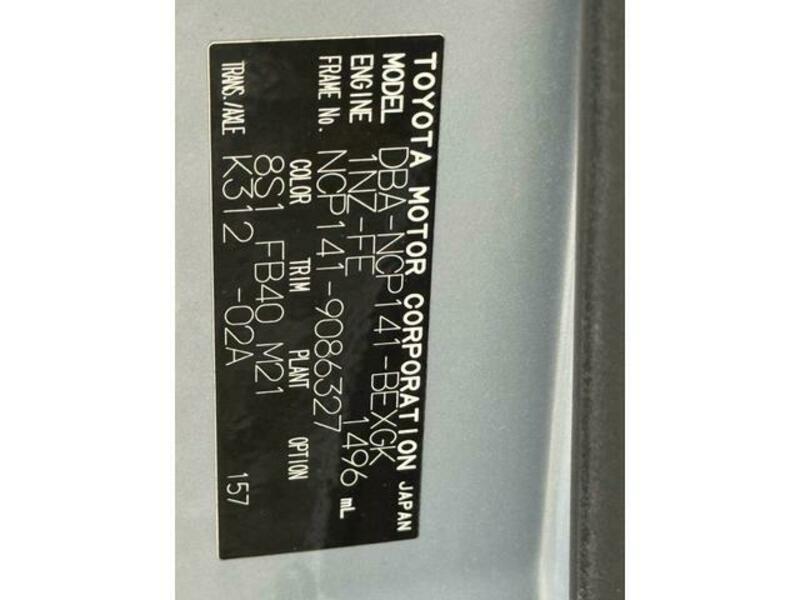 TOYOTA MOTOR CORPORATION JAPAN
MODEL DBA-NCP141-BEXGK
ENGINE 1NZ-FE 1496 mL
FRAME No. NCP141-9086327
COLOR TRIM PLANT OPTION
8S1 FB40 M21
TRANS./AXLE K312 -02A 157